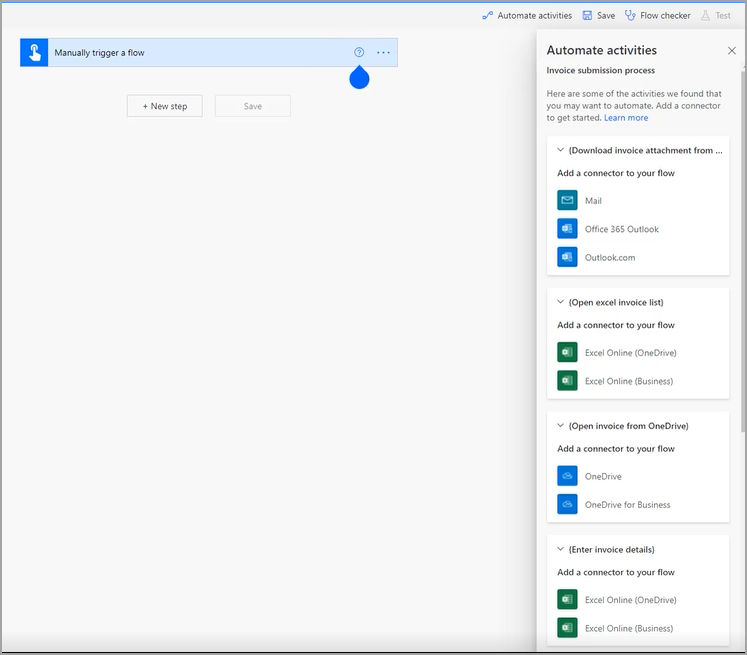 Automate activities
Save
Flow checker
Test
Manually trigger a flow
+ New step
Save
Automate activities
Invoice submission process
Here are some of the activities we found that
you may want to automate. Add a connector
to get started. Learn more
(Download invoice attachment from ...
Add a connector to your flow
Mail
Office 365 Outlook
Outlook.com
(Open excel invoice list)
Add a connector to your flow
Excel Online (OneDrive)
Excel Online (Business)
(Open invoice from OneDrive)
Add a connector to your flow
OneDrive
OneDrive for Business
(Enter invoice details)
Add a connector to your flow
Excel Online (OneDrive)
Excel Online (Business)